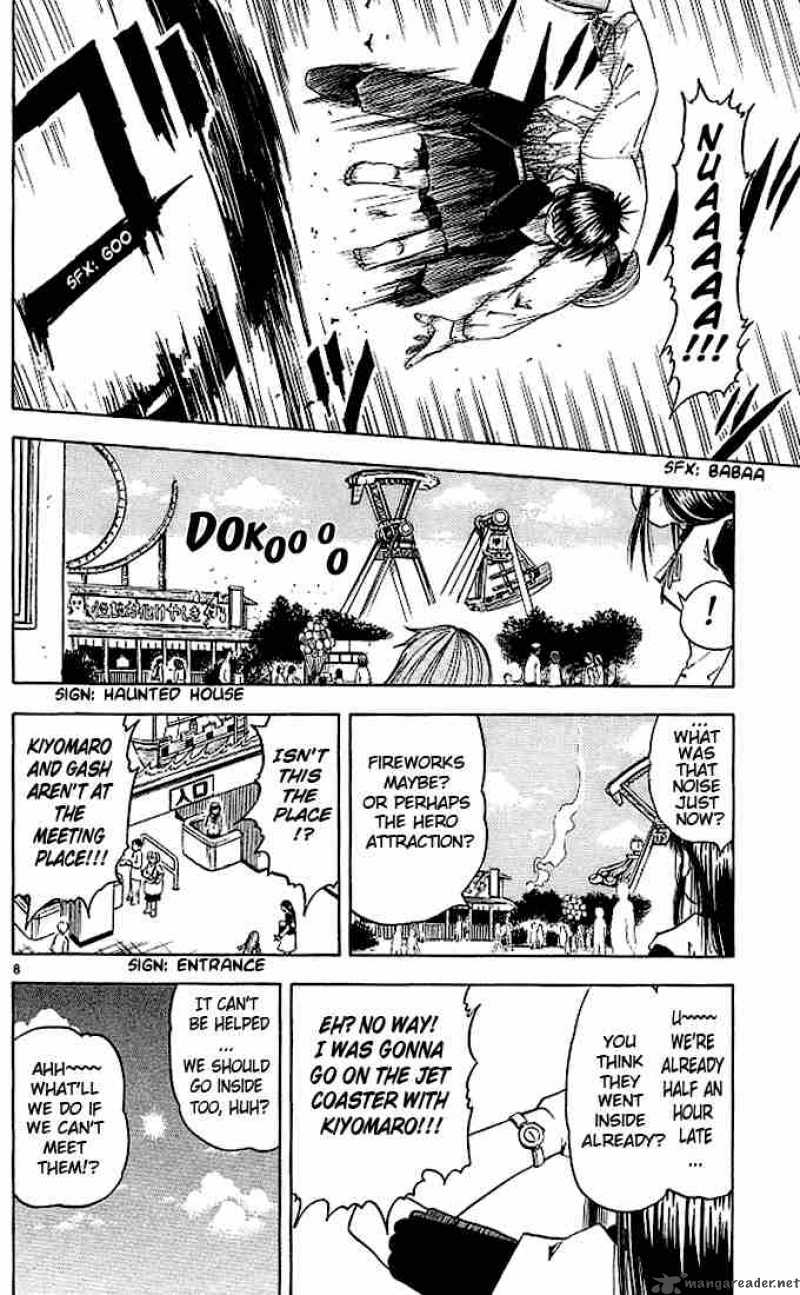 NUAAAAA!!!
SFX: GOO
SFX: BABAA
!
DOKOOOO
SIGN: HAUNTED HOUSE
...
WHAT
WAS
THAT
NOISE
JUST
NOW?
FIREWORKS
MAYBE?
OR PERHAPS
THE HERO
ATTRACTION?
ISN'T
THIS
THE
PLACE
!?
入口
KIYOMARO
AND GASH
AREN'T AT
THE
MEETING
PLACE!!!
SIGN: ENTRANCE
8
U~~~~
WE'RE
ALREADY
HALF AN
HOUR
LATE
...
YOU
THINK
THEY
WENT
INSIDE
ALREADY?
EH? NO WAY!
I WAS GONNA
GO ON THE JET
COASTER WITH
KIYOMARO!!!
IT CAN'T
BE HELPED
...
WE SHOULD
GO INSIDE
TOO, HUH?
AHH~~~~
WHAT'LL
WE DO IF
WE CAN'T
MEET
THEM!?
mangareader.net